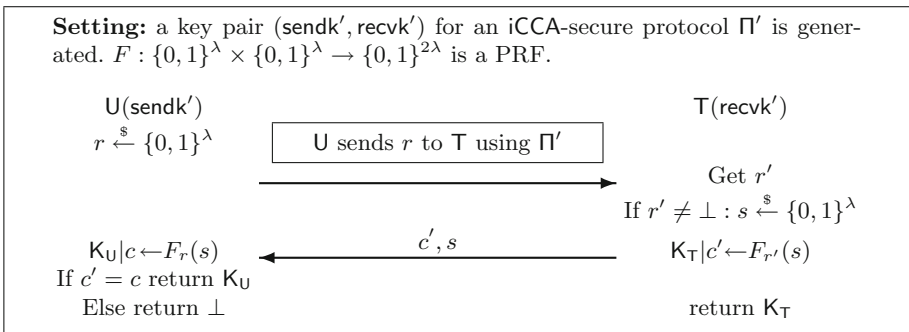 Setting: a key pair (sendk′, recvk′) for an iCCA-secure protocol Π′ is gener-
ated. F : {0, 1}^λ × {0, 1}^λ → {0, 1}^{2λ} is a PRF.
U(sendk′) T(recvk′)
r ←$ {0, 1}^λ U sends r to T using Π′
Get r′
If r′ ≠ ⊥ : s ←$ {0, 1}^λ
K_U|c ← F_r(s) c′, s K_T|c′ ← F_{r′}(s)
If c′ = c return K_U
Else return ⊥ return K_T